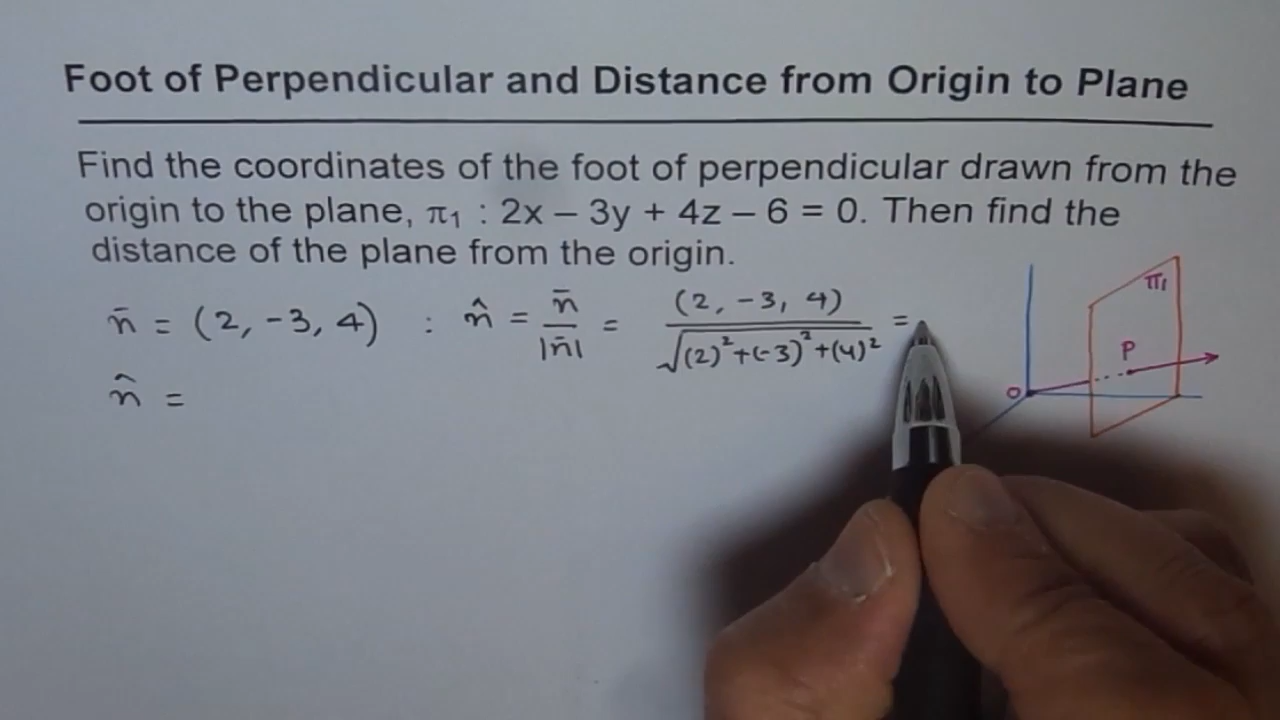 Foot of Perpendicular and Distance from Origin to Plane
Find the coordinates of the foot of perpendicular drawn from the
origin to the plane, π₁ : 2x – 3y + 4z – 6 = 0. Then find the
distance of the plane from the origin.
n̄ = (2, -3, 4) : n̂ = n̄ / |n̄| = (2, -3, 4) / √((2)²+(-3)²+(4)²) =
n̂ =
π₁
P
O